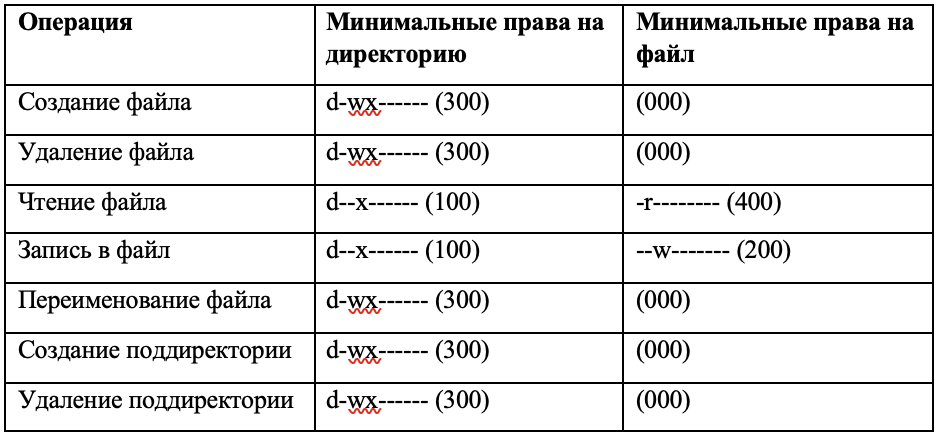 Операция Минимальные права на директорию Минимальные права на файл
Создание файла d-wx------ (300) (000)
Удаление файла d-wx------ (300) (000)
Чтение файла d--x------ (100) -r-------- (400)
Запись в файл d--x------ (100) --w------- (200)
Переименование файла d-wx------ (300) (000)
Создание поддиректории d-wx------ (300) (000)
Удаление поддиректории d-wx------ (300) (000)